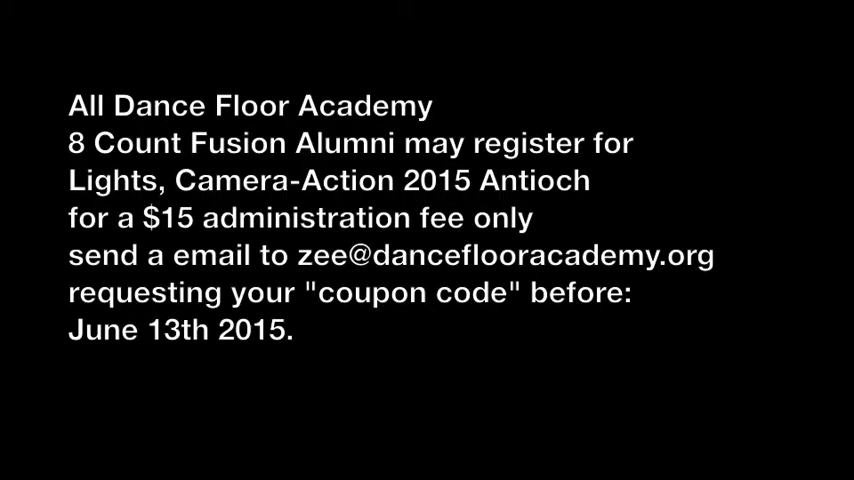 All Dance Floor Academy
8 Count Fusion Alumni may register for
Lights, Camera-Action 2015 Antioch
for a $15 administration fee only
send a email to zee@danceflooracademy.org
requesting your "coupon code" before:
June 13th 2015.